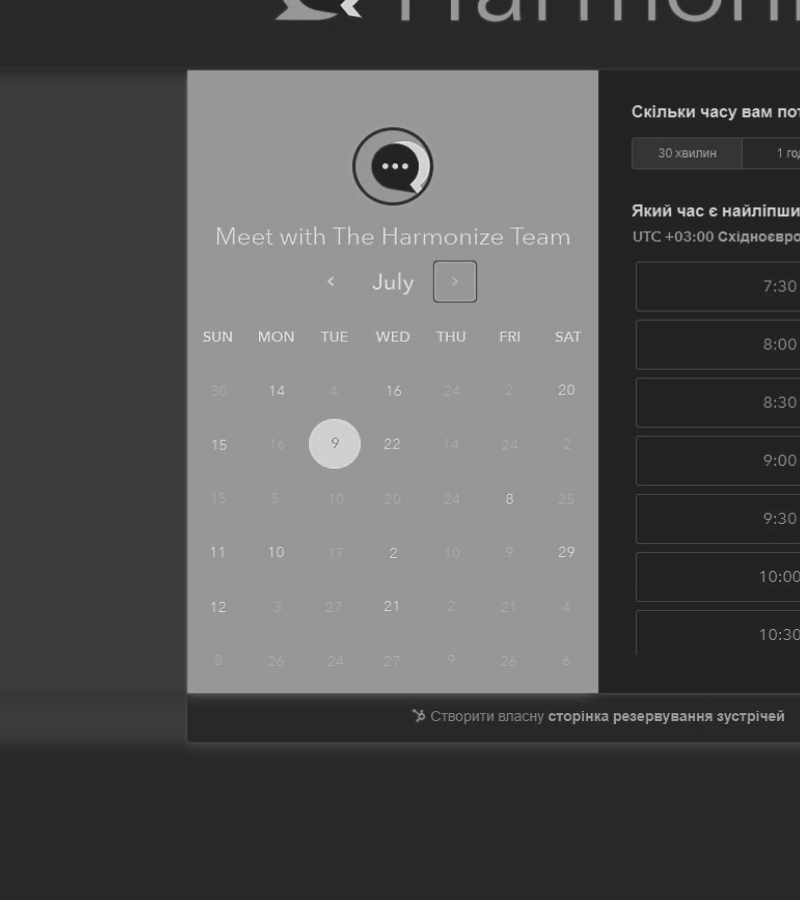 Harmoni
Meet with The Harmonize Team
July
SUN MON TUE WED THU FRI SAT
30 14 4 16 24 2 20
15 16 9 22 14 24 2
15 5 10 20 24 8 25
11 10 17 2 10 9 29
12 3 27 21 2 21 4
8 26 24 27 9 26 6
Скільки часу вам пот
30 хвилин 1 год
Який час є найліпши
UTC +03:00 Східноєвро
7:30
8:00
8:30
9:00
9:30
10:00
10:30
Створити власну сторінка резервування зустрічей